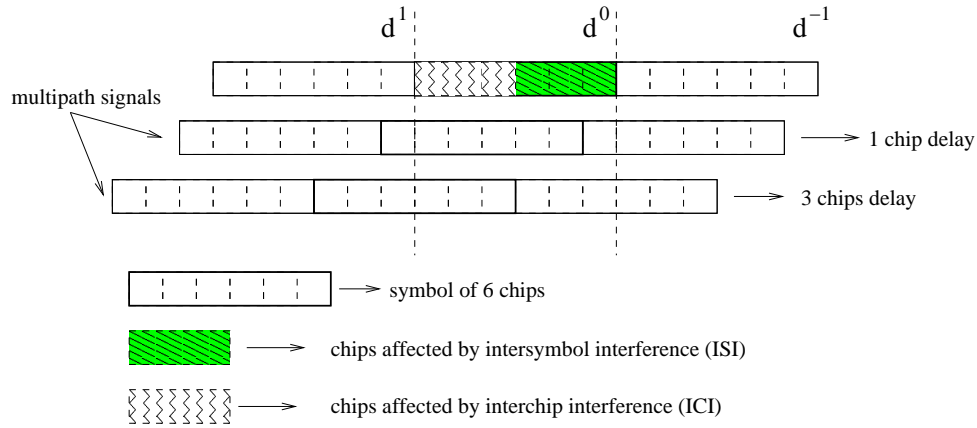 d¹ d⁰ d⁻¹
multipath signals
1 chip delay
3 chips delay
symbol of 6 chips
chips affected by intersymbol interference (ISI)
chips affected by interchip interference (ICI)